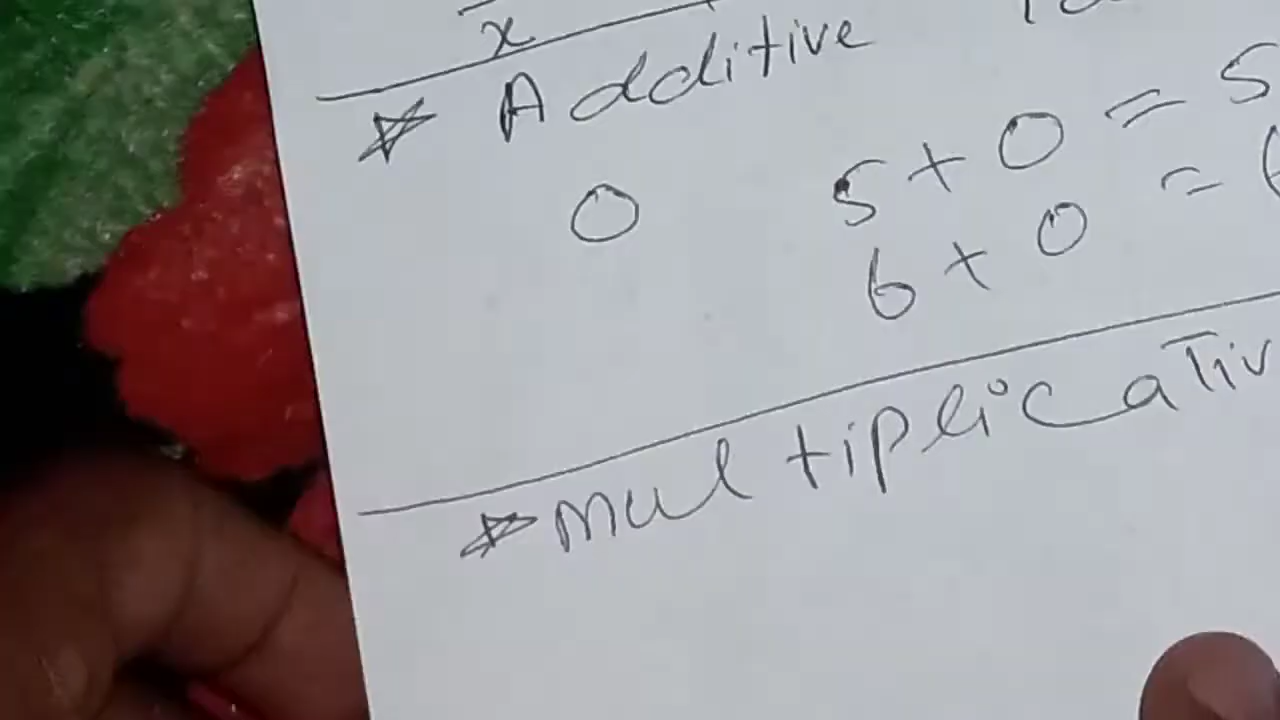 x
Additive
0 5 + 0 = 5
6 + 0 =
multiplicativ